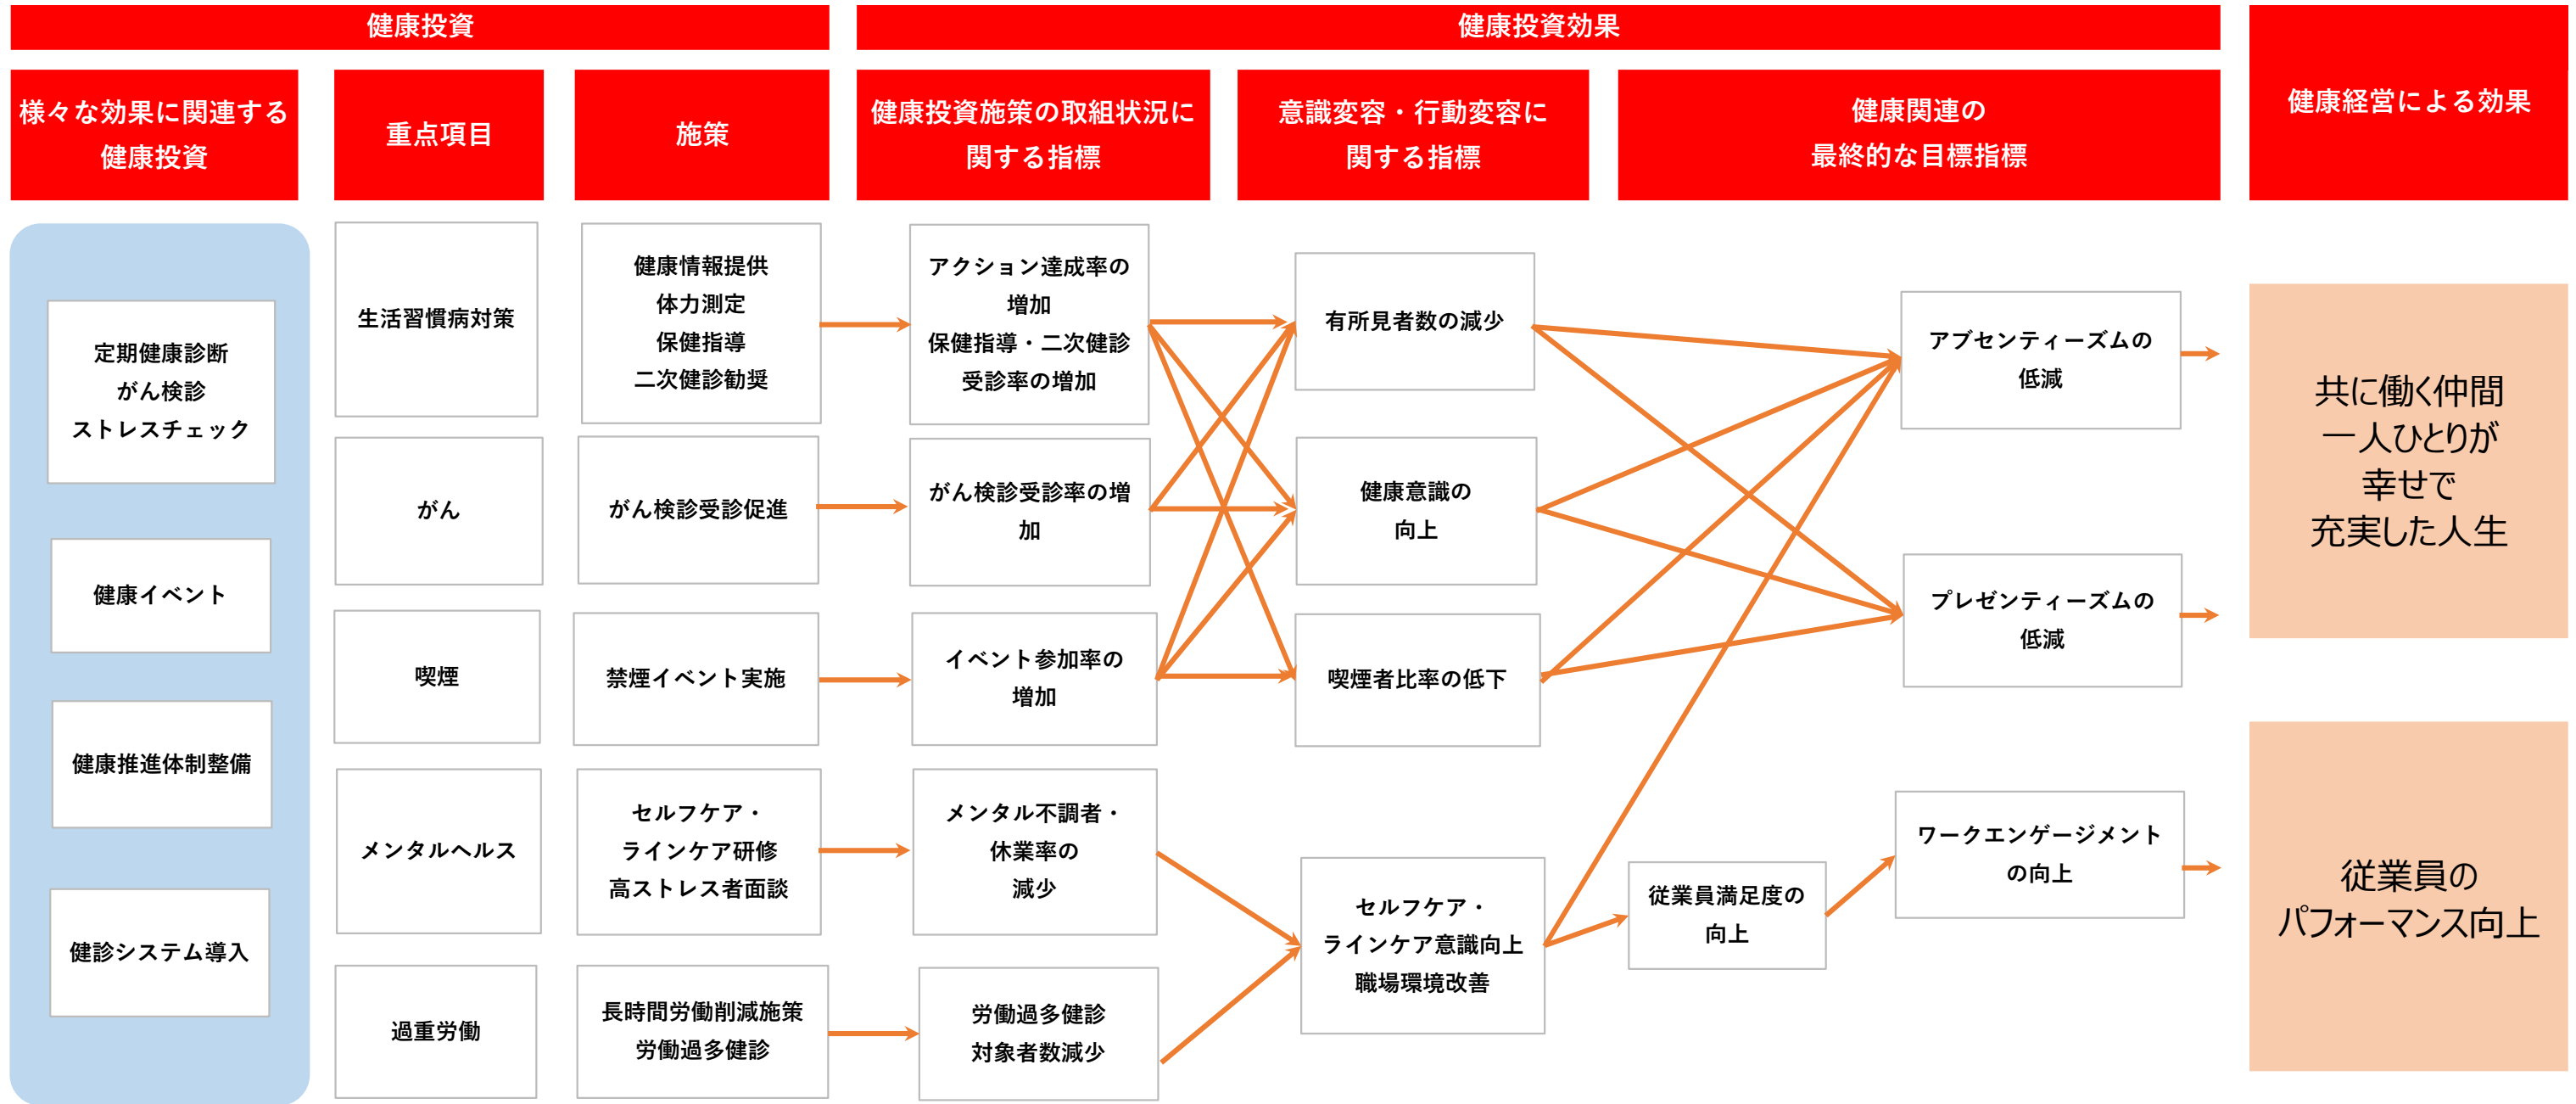 健康投資
健康投資効果
健康経営による効果
様々な効果に関連する
健康投資
重点項目
施策
健康投資施策の取組状況に
関する指標
意識変容・行動変容に
関する指標
健康関連の
最終的な目標指標
定期健康診断
がん検診
ストレスチェック
健康イベント
健康推進体制整備
健診システム導入
生活習慣病対策
がん
喫煙
メンタルヘルス
過重労働
健康情報提供
体力測定
保健指導
二次健診勧奨
がん検診受診促進
禁煙イベント実施
セルフケア・
ラインケア研修
高ストレス者面談
長時間労働削減施策
労働過多健診
アクション達成率の
増加
保健指導・二次健診
受診率の増加
がん検診受診率の増
加
イベント参加率の
増加
メンタル不調者・
休業率の
減少
労働過多健診
対象者数減少
有所見者数の減少
健康意識の
向上
喫煙者比率の低下
セルフケア・
ラインケア意識向上
職場環境改善
従業員満足度の
向上
アブセンティーズムの
低減
プレゼンティーズムの
低減
ワークエンゲージメント
の向上
共に働く仲間
一人ひとりが
幸せで
充実した人生
従業員の
パフォーマンス向上